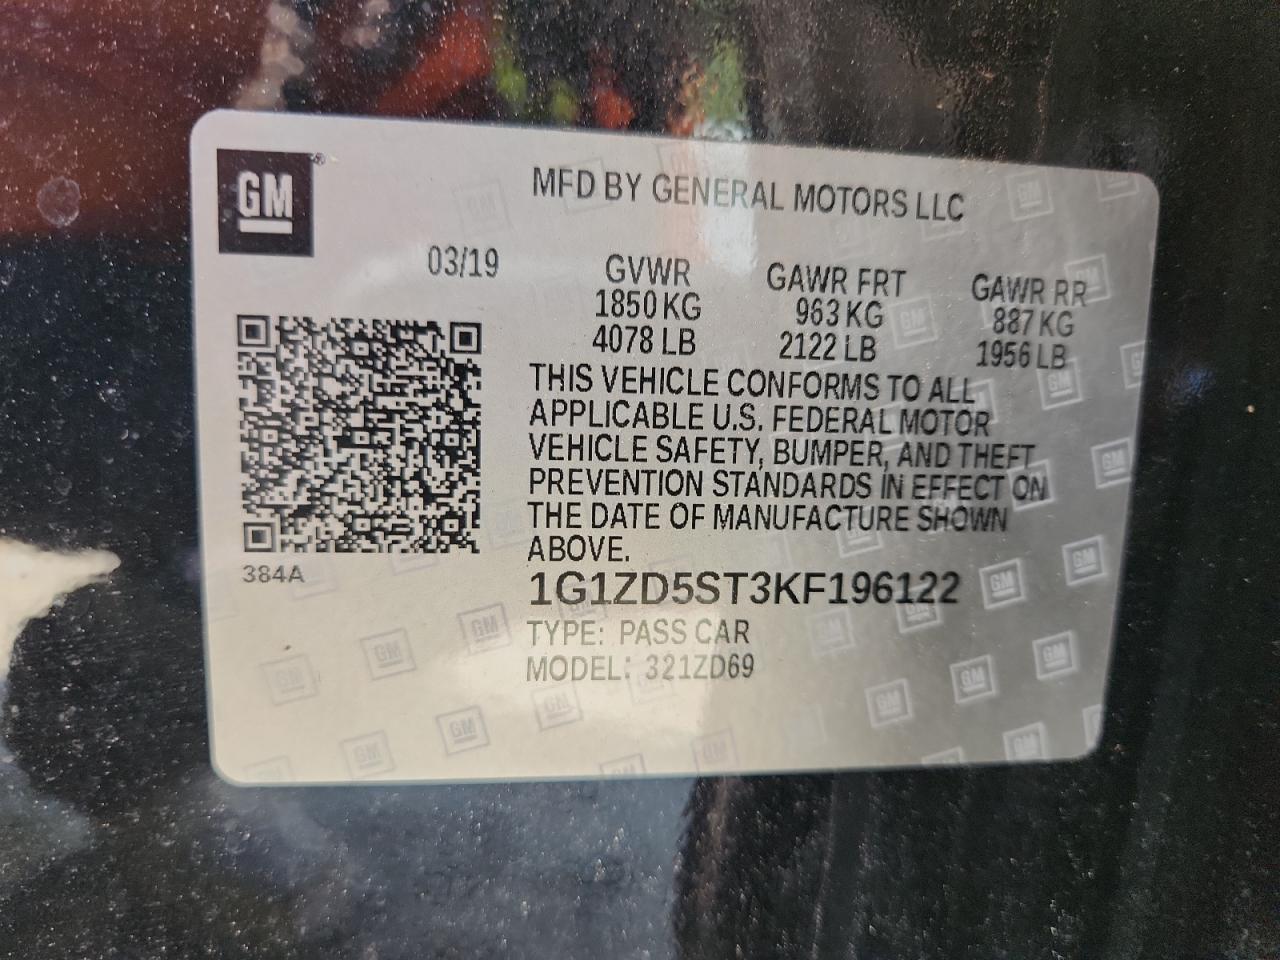 GM
MFD BY GENERAL MOTORS LLC
03/19
GVWR GAWR FRT GAWR RR
1850 KG 963 KG 887 KG
4078 LB 2122 LB 1956 LB
THIS VEHICLE CONFORMS TO ALL
APPLICABLE U.S. FEDERAL MOTOR
VEHICLE SAFETY, BUMPER, AND THEFT
PREVENTION STANDARDS IN EFFECT ON
THE DATE OF MANUFACTURE SHOWN
ABOVE.
384A
1G1ZD5ST3KF196122
TYPE: PASS CAR
MODEL: 321ZD69